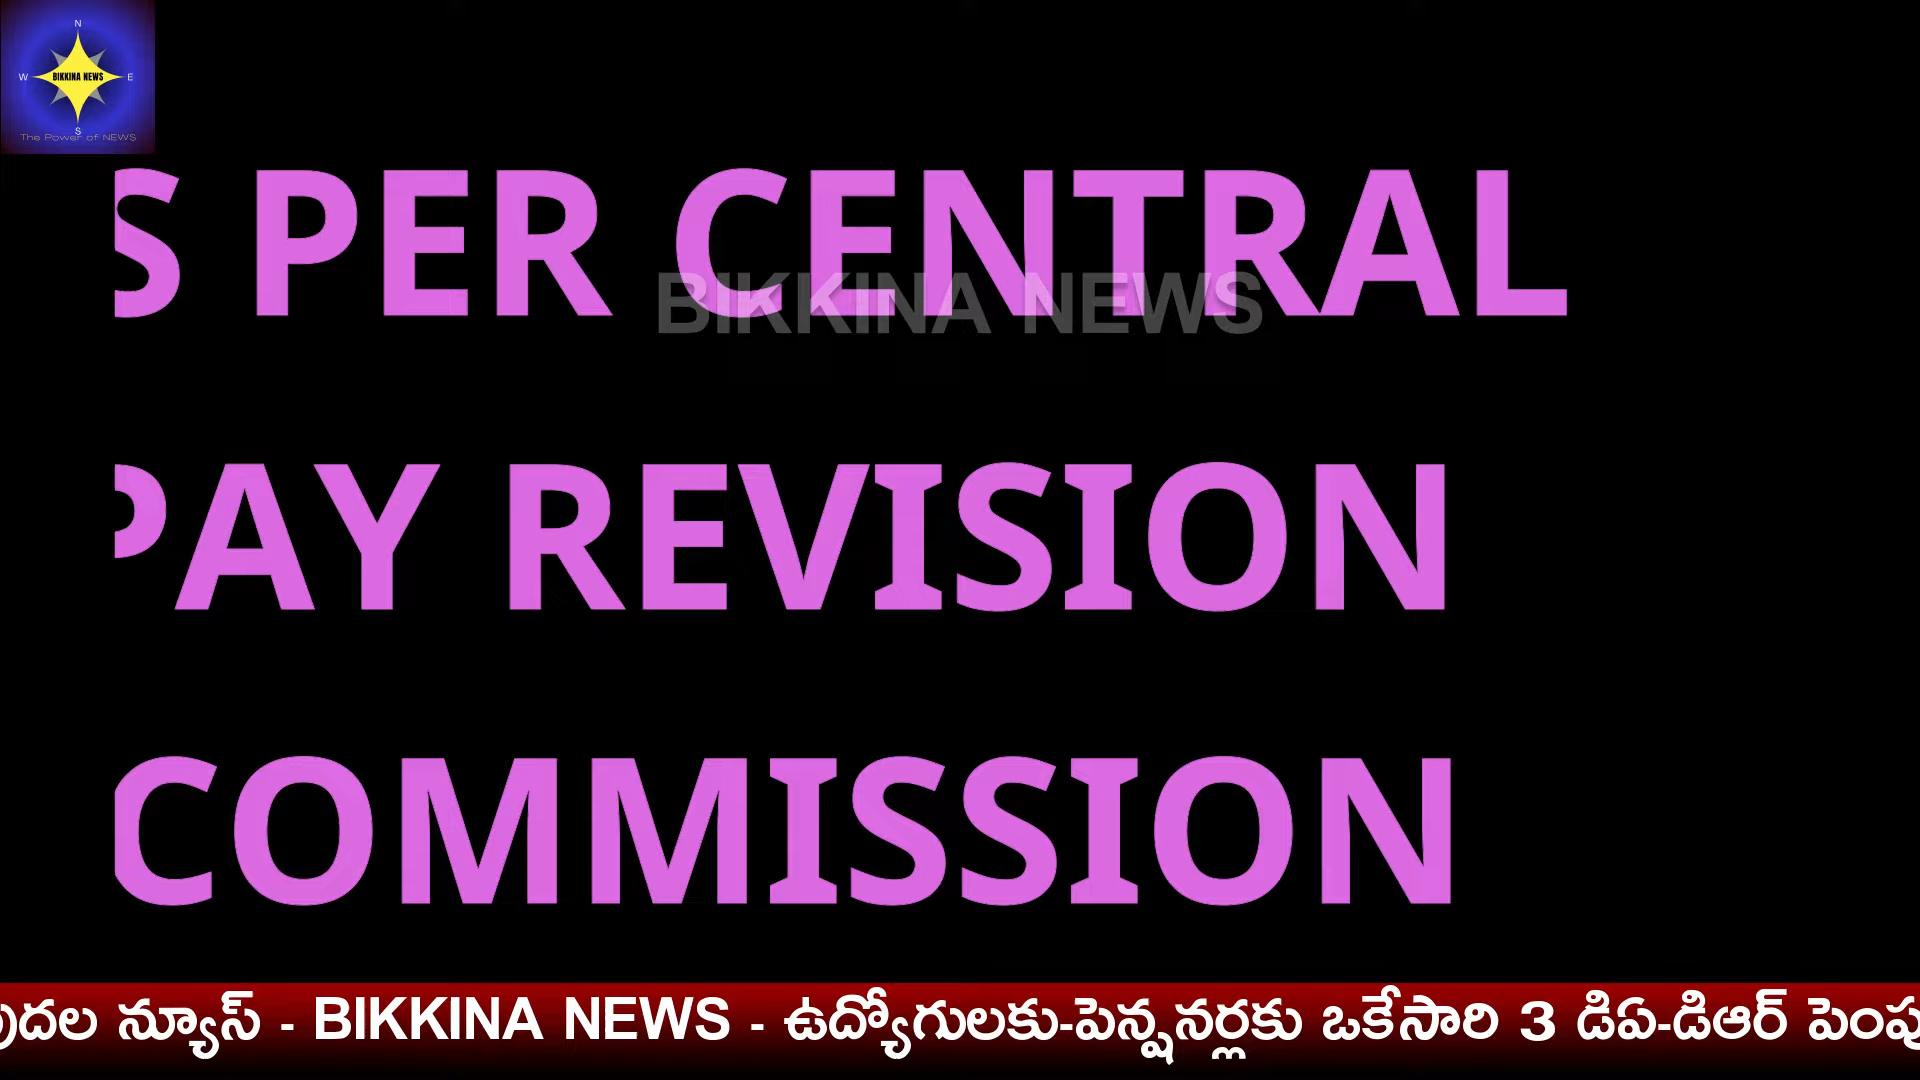 N
W BIKKINA NEWS E
S
The Power of NEWS
S PER CENTRAL
BIKKINA NEWS
PAY REVISION
COMMISSION
న్యూస్ - BIKKINA NEWS - ఉద్యోగులకు-పెన్షనర్లకు ఒకేసారి 3 డిఏ-డిఆర్